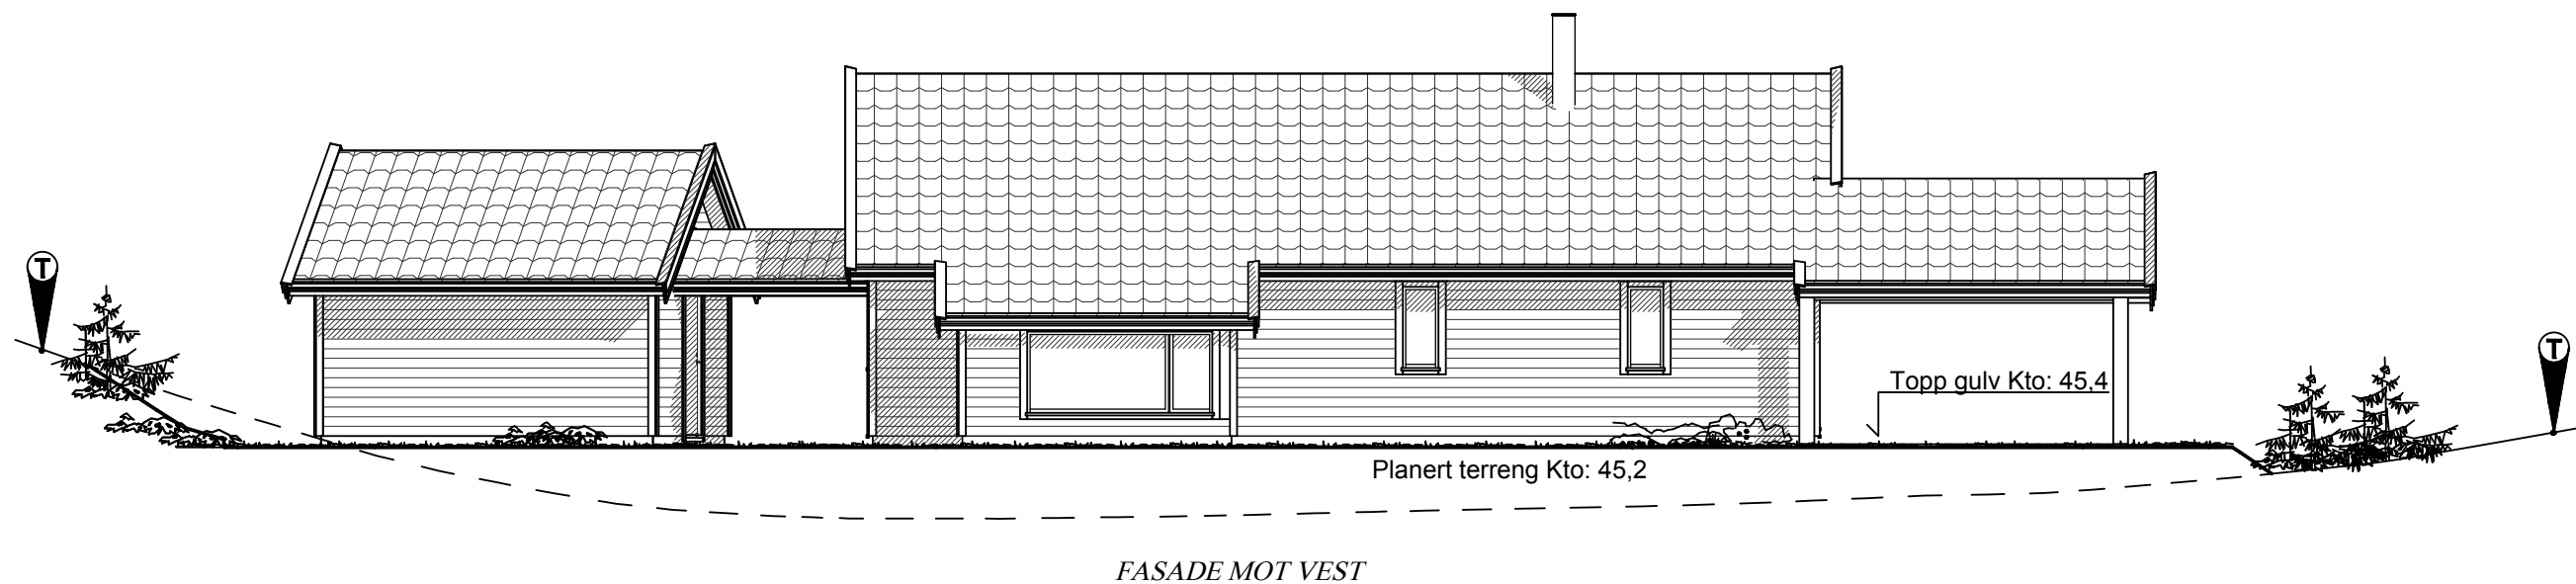 T
T
Topp gulv Kto: 45,4
Planert terreng Kto: 45,2
FASADE MOT VEST